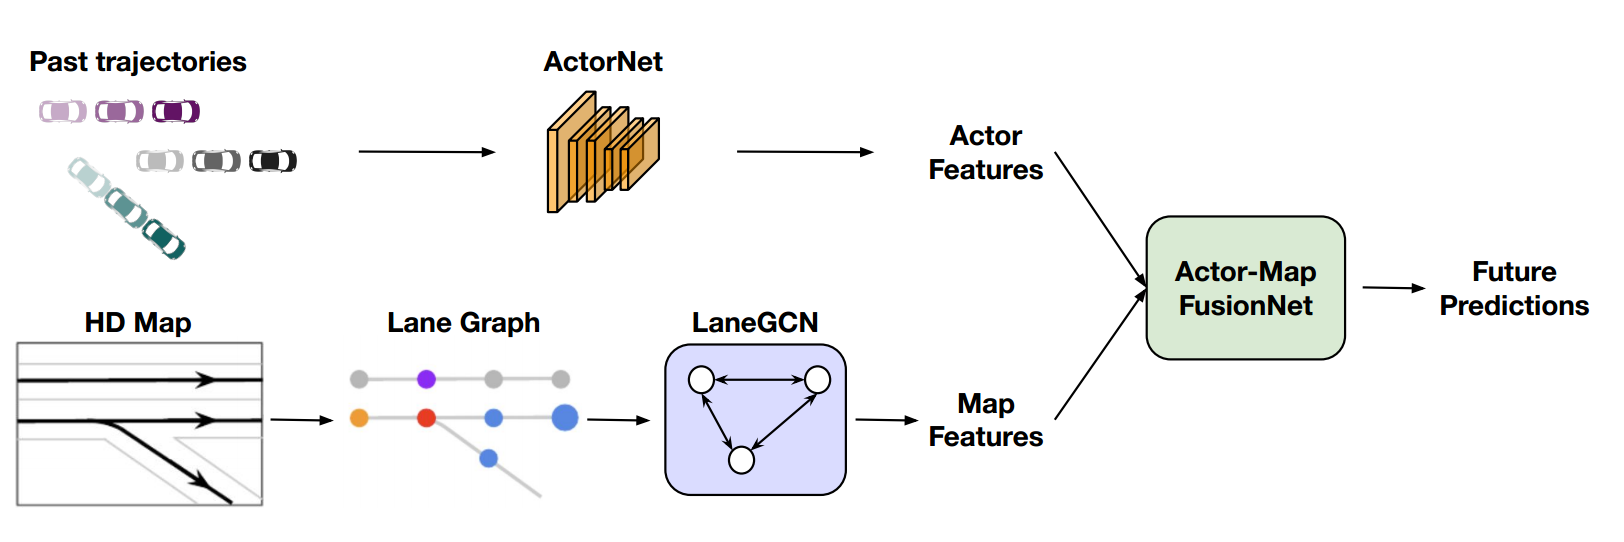 Past trajectories
ActorNet
Actor
Features
HD Map
Lane Graph
LaneGCN
Map
Features
Actor-Map
FusionNet
Future
Predictions